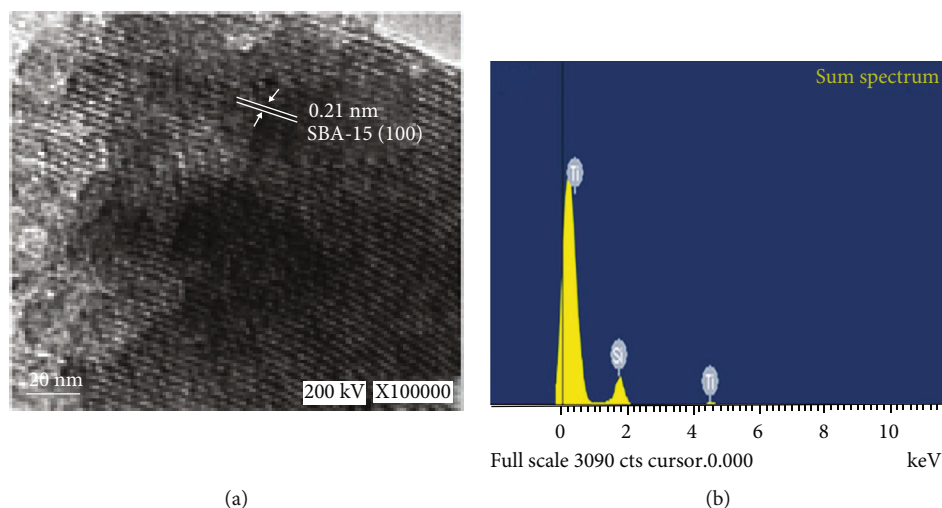 0.21 nm
SBA-15 (100)
20 nm
200 kV X100000
(a)
Sum spectrum
Ti
Si
Ti
0 2 4 6 8 10
Full scale 3090 cts cursor.0.000 keV
(b)